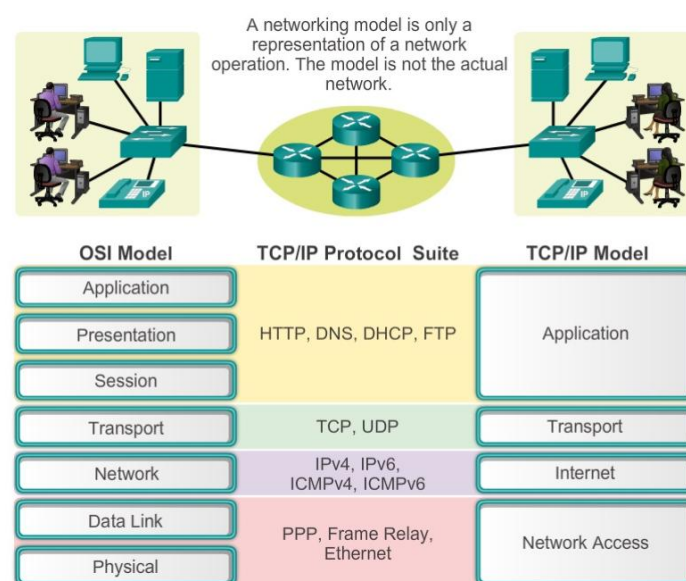 A networking model is only a
representation of a network
operation. The model is not the actual
network.
IP
IP
OSI Model
TCP/IP Protocol Suite
TCP/IP Model
Application
Presentation
Session
HTTP, DNS, DHCP, FTP
Application
Transport
TCP, UDP
Transport
Network
IPv4, IPv6,
ICMPv4, ICMPv6
Internet
Data Link
Physical
PPP, Frame Relay,
Ethernet
Network Access